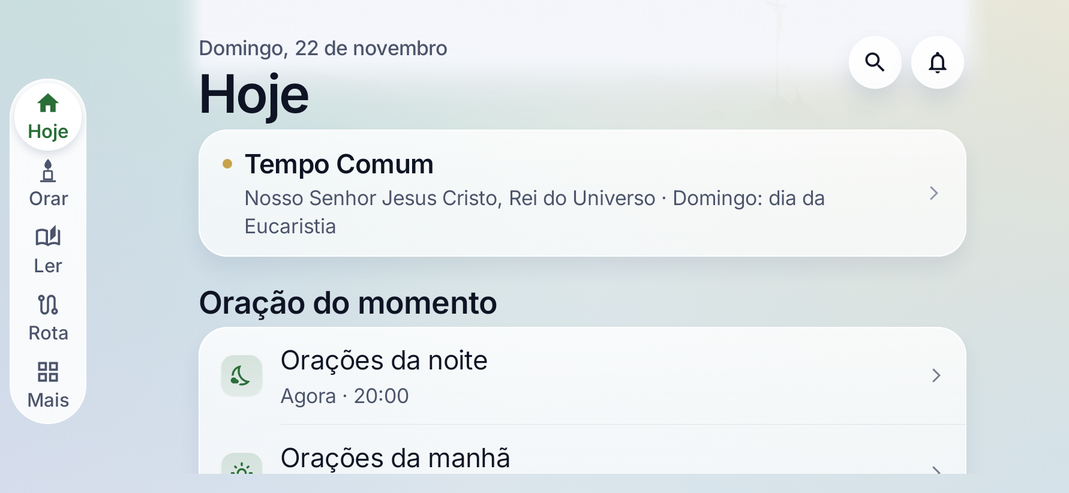 Domingo, 22 de novembro
Hoje
Hoje
Orar
Ler
Rota
Mais
Tempo Comum
Nosso Senhor Jesus Cristo, Rei do Universo · Domingo: dia da
Eucaristia
Oração do momento
Orações da noite
Agora · 20:00
Orações da manhã